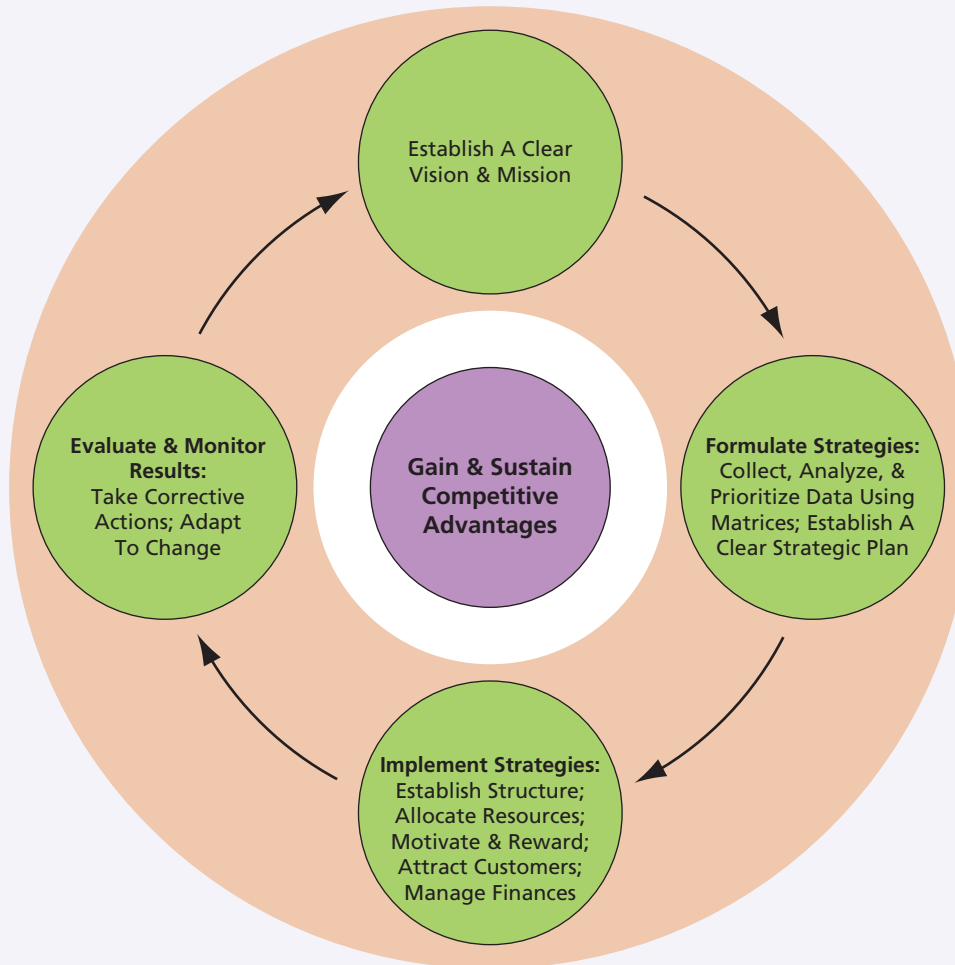 Establish A Clear
Vision & Mission
Formulate Strategies:
Collect, Analyze, &
Prioritize Data Using
Matrices; Establish A
Clear Strategic Plan
Implement Strategies:
Establish Structure;
Allocate Resources;
Motivate & Reward;
Attract Customers;
Manage Finances
Evaluate & Monitor
Results:
Take Corrective
Actions; Adapt
To Change
Gain & Sustain
Competitive
Advantages